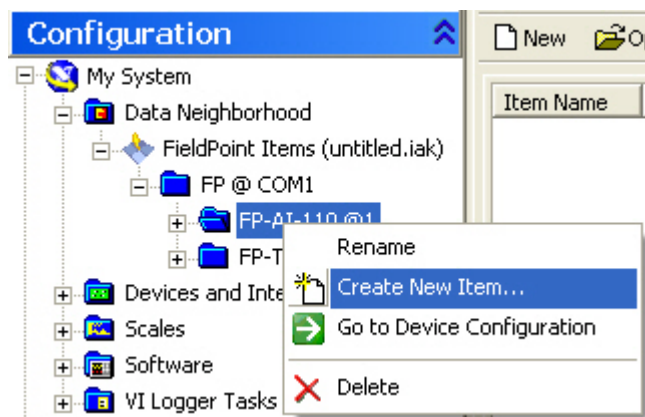 Configuration
New
My System
Item Name
Data Neighborhood
FieldPoint Items (untitled.iak)
FP @ COM1
FP-AI-110 @1
Rename
FP-T
Create New Item...
Devices and Inte
Go to Device Configuration
Scales
Software
Delete
VI Logger Tasks